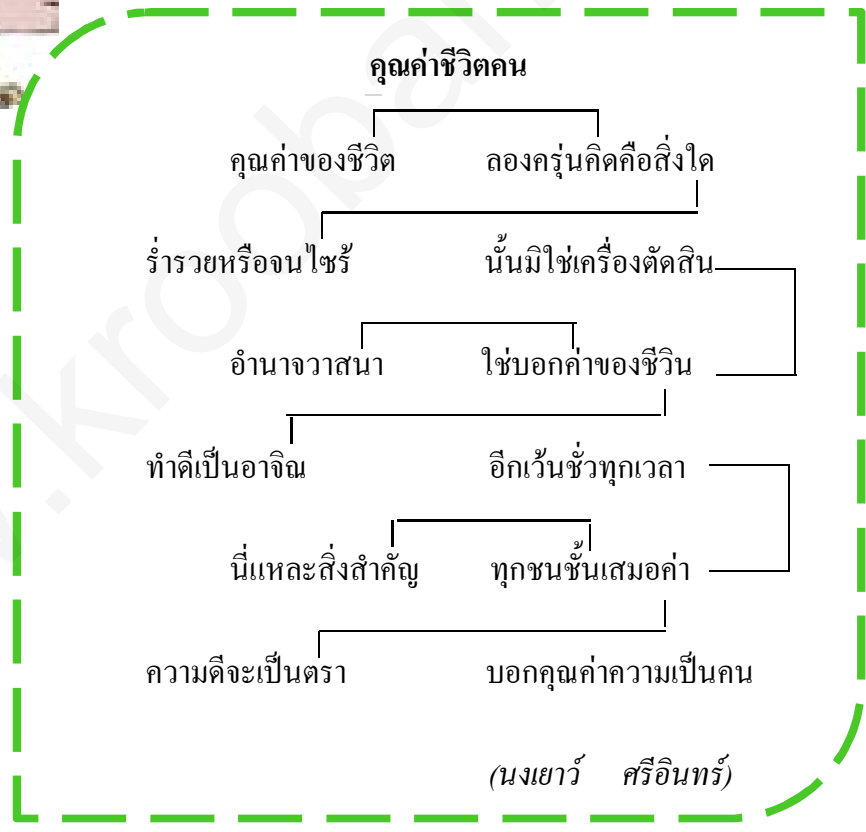 คุณค่าชีวิตคน
คุณค่าของชีวิต ลองครุ่นคิดคือสิ่งใด
ร่ำรวยหรือจนไซร้ นั้นมิใช่เครื่องตัดสิน
อำนาจวาสนา ใช่บอกค่าของชีวิน
ทำดีเป็นอาจิณ อีกเว้นชั่วทุกเวลา
นี่แหละสิ่งสำคัญ ทุกชนชั้นเสมอค่า
ความดีจะเป็นตรา บอกคุณค่าความเป็นคน
(นงเยาว์ ศรีอินทร์)